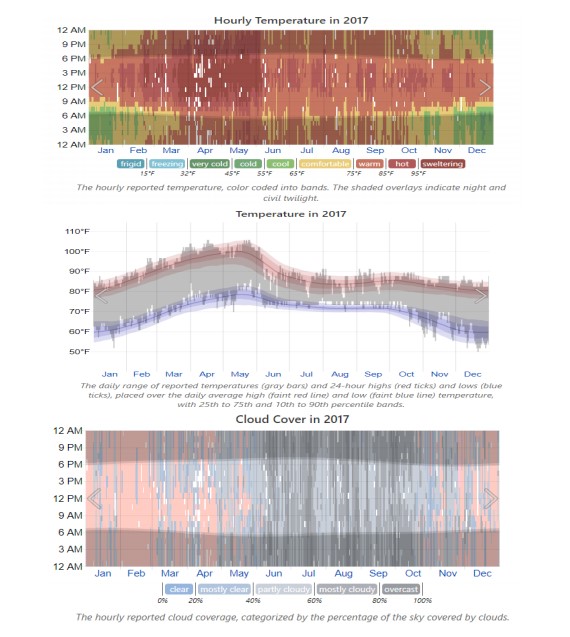 Hourly Temperature in 2017
12 AM
9 PM
6 PM
3 PM
12 PM
9 AM
6 AM
3 AM
12 AM
Jan Feb Mar Apr May Jun Jul Aug Sep Oct Nov Dec
frigid freezing very cold cold cool comfortable warm hot sweltering
15°F 32°F 45°F 55°F 65°F 75°F 85°F 95°F
The hourly reported temperature, color coded into bands. The shaded overlays indicate night and
civil twilight.
Temperature in 2017
110°F
100°F
90°F
80°F
70°F
60°F
50°F
Jan Feb Mar Apr May Jun Jul Aug Sep Oct Nov Dec
The daily range of reported temperatures (gray bars) and 24-hour highs (red ticks) and lows (blue
ticks), placed over the daily average high (faint red line) and low (faint blue line) temperature,
with 25th to 75th and 10th to 90th percentile bands.
Cloud Cover in 2017
12 AM
9 PM
6 PM
3 PM
12 PM
9 AM
6 AM
3 AM
12 AM
Jan Feb Mar Apr May Jun Jul Aug Sep Oct Nov Dec
clear mostly clear partly cloudy mostly cloudy overcast
0% 20% 40% 60% 80% 100%
The hourly reported cloud coverage, categorized by the percentage of the sky covered by clouds.